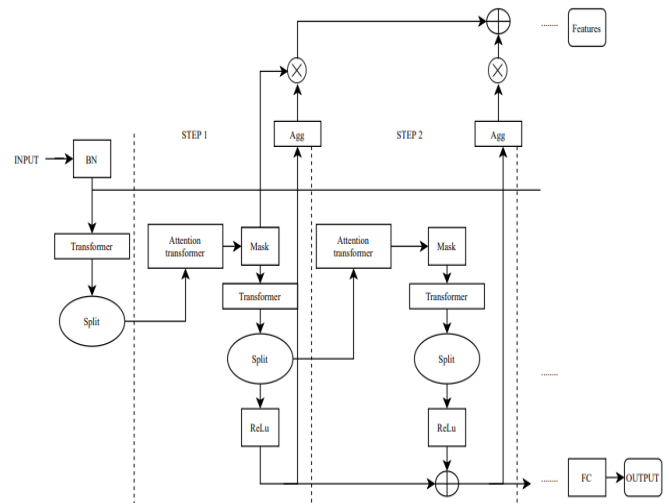 Features
STEP 1
STEP 2
Agg
Agg
INPUT
BN
Transformer
Attention
transformer
Mask
Attention
transformer
Mask
Transformer
Transformer
Split
Split
Split
ReLu
ReLu
FC
OUTPUT